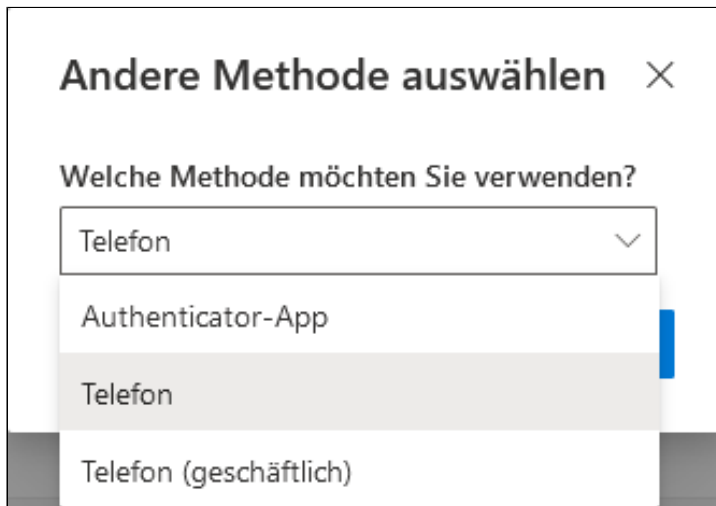 Andere Methode auswählen
Welche Methode möchten Sie verwenden?
Telefon
Authenticator-App
Telefon
Telefon (geschäftlich)